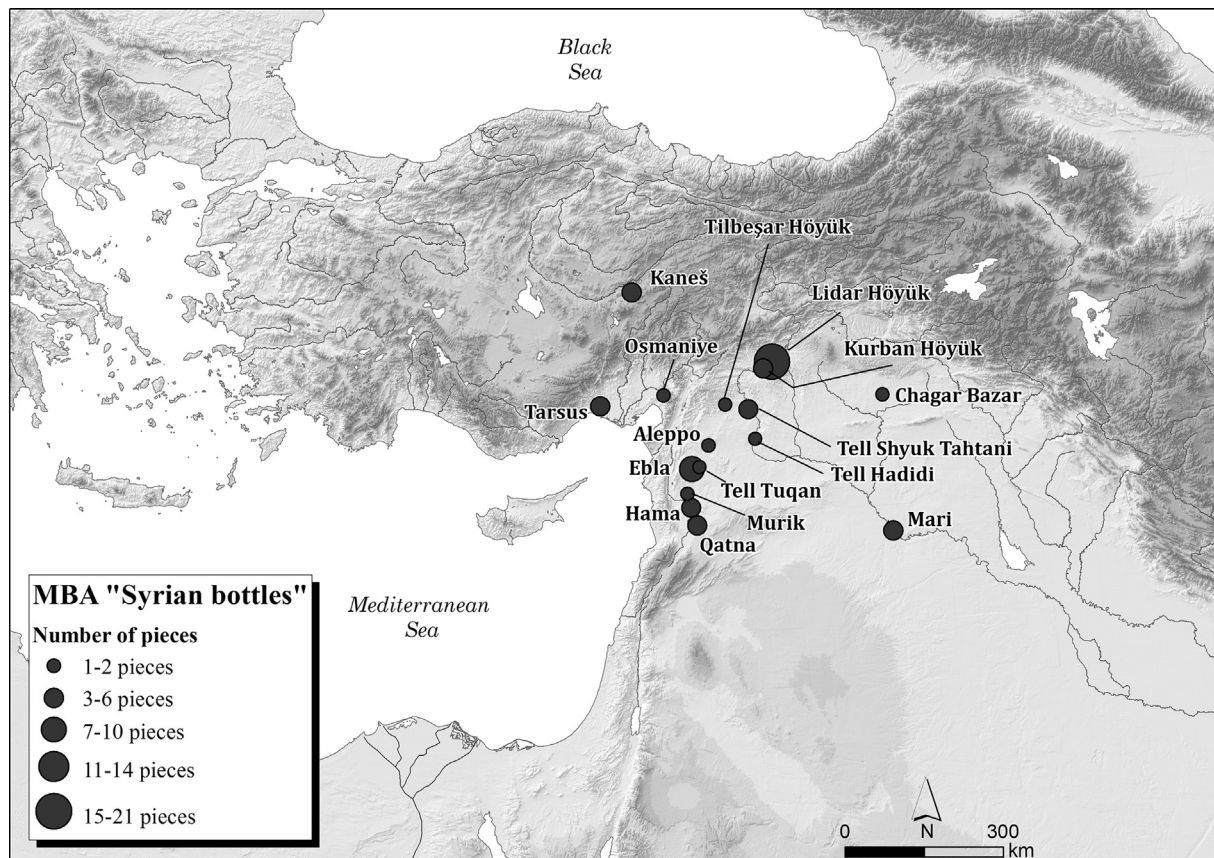 Black
Sea
Tilbeşar Höyük
Kaneš
Lidar Höyük
Osmaniye
Kurban Höyük
Chagar Bazar
Tarsus
Aleppo
Tell Shyuk Tahtani
Ebla
Tell Hadidi
Tell Tuqan
Hama
Murik
Mari
Qatna
Mediterranean
Sea
MBA "Syrian bottles"
Number of pieces
1-2 pieces
3-6 pieces
7-10 pieces
11-14 pieces
15-21 pieces
0 N 300
km